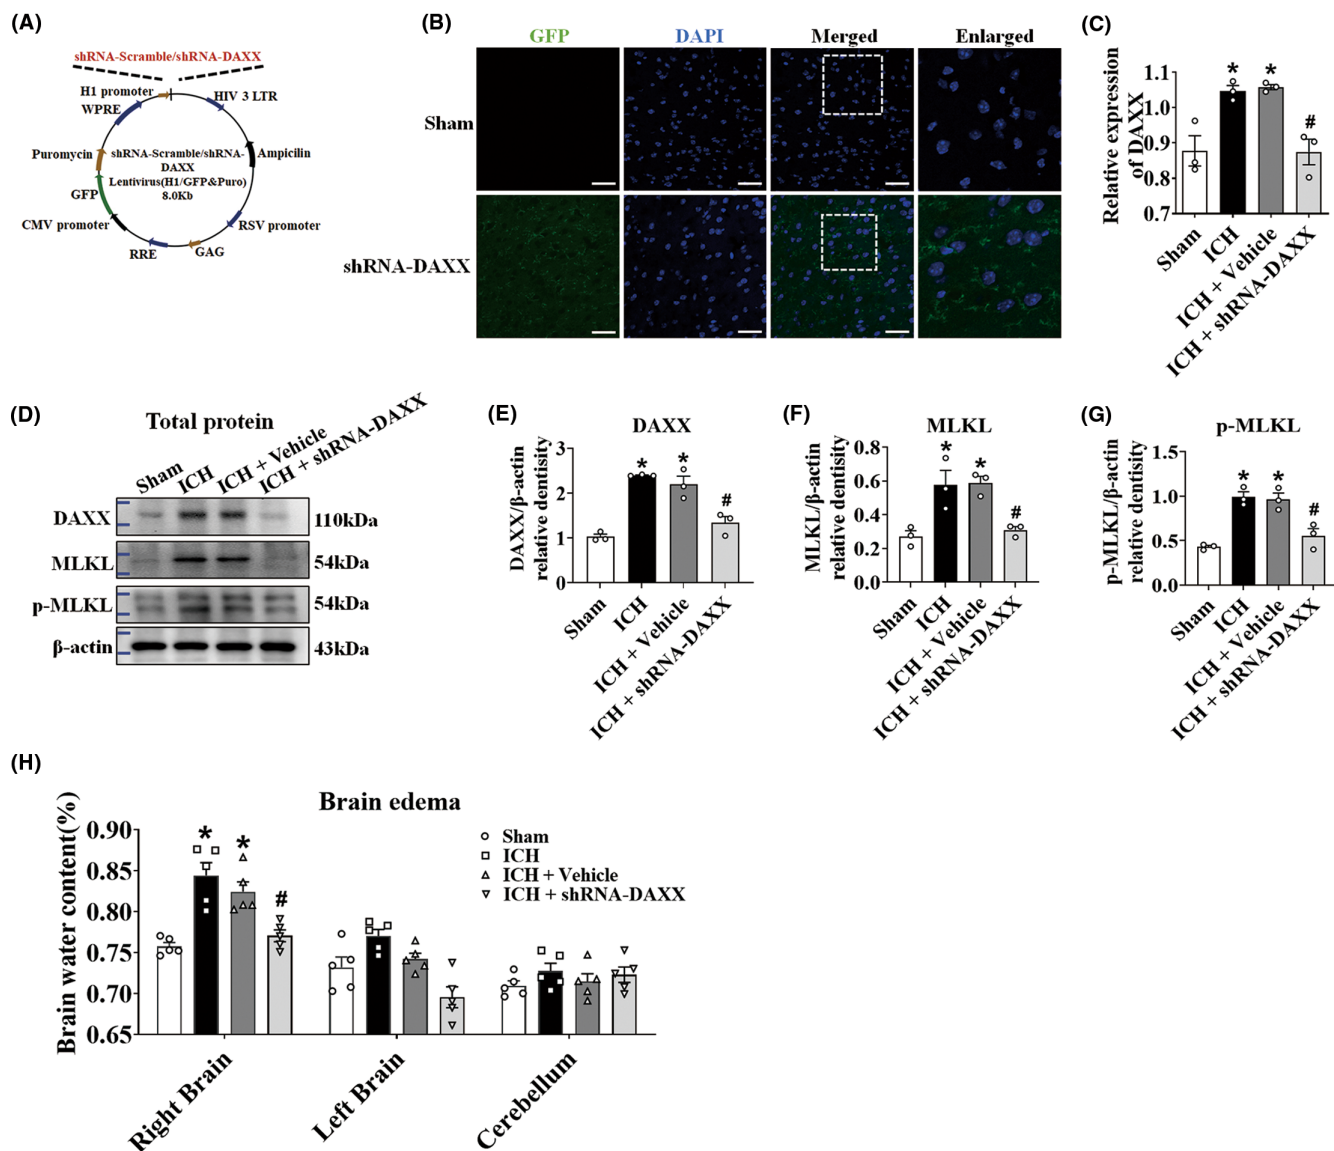 (A)
shRNA-Scramble/shRNA-DAXX
H1 promoter
HIV 3 LTR
WPRE
Puromycin
Ampicilin
shRNA-Scramble/shRNA-
DAXX
Lentivirus(H1/GFP&Puro)
8.0Kb
GFP
CMV promoter
RSV promoter
RRE
GAG
(B)
GFP
DAPI
Merged
Enlarged
Sham
shRNA-DAXX
(C)
Relative expression
of DAXX
1.1
1.0
0.9
0.8
0.7
*
*
#
Sham
ICH
ICH + Vehicle
ICH + shRNA-DAXX
(D)
Total protein
Sham
ICH
ICH + Vehicle
ICH + shRNA-DAXX
DAXX
110kDa
MLKL
54kDa
p-MLKL
54kDa
β-actin
43kDa
(E)
DAXX
DAXX/β-actin
relative dentisity
3
2
1
0
*
*
#
Sham
ICH
ICH + Vehicle
ICH + shRNA-DAXX
(F)
MLKL
MLKL/β-actin
relative dentisity
0.8
0.6
0.4
0.2
0.0
*
*
#
Sham
ICH
ICH + Vehicle
ICH + shRNA-DAXX
(G)
p-MLKL
p-MLKL/β-actin
relative dentisity
1.5
1.0
0.5
0.0
*
*
#
Sham
ICH
ICH + Vehicle
ICH + shRNA-DAXX
(H)
Brain edema
Brain water content(%)
0.90
0.85
0.80
0.75
0.70
0.65
*
*
#
Sham
ICH
ICH + Vehicle
ICH + shRNA-DAXX
Right Brain
Left Brain
Cerebellum